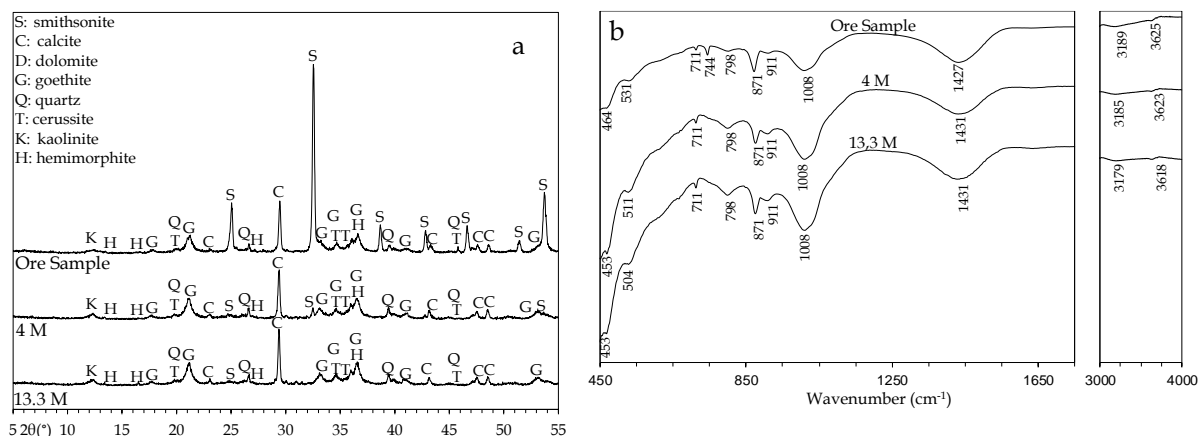 S: smithsonite
C: calcite
D: dolomite
G: goethite
Q: quartz
T: cerussite
K: kaolinite
H: hemimorphite
a
S
S
C
S
K H H G Q T G C Q H G G T T G H S Q G S C S Q T C C S G
Ore Sample
C
K H H G Q T G C S Q H S G G T T G H Q G C Q T C C G S
4 M
C
K H H G Q T G C S Q H G G T T G H Q G C Q T C C G
13.3 M
5 2θ(°) 10 15 20 25 30 35 40 45 50 55
b
Ore Sample
464 531 711 744 798 871 911 1008 1427 3189 3625
4 M
453 511 711 798 871 911 1008 1431 3185 3623
13,3 M
453 504 711 798 871 911 1008 1431 3179 3618
450 850 1250 1650 3000 4000
Wavenumber (cm-1)